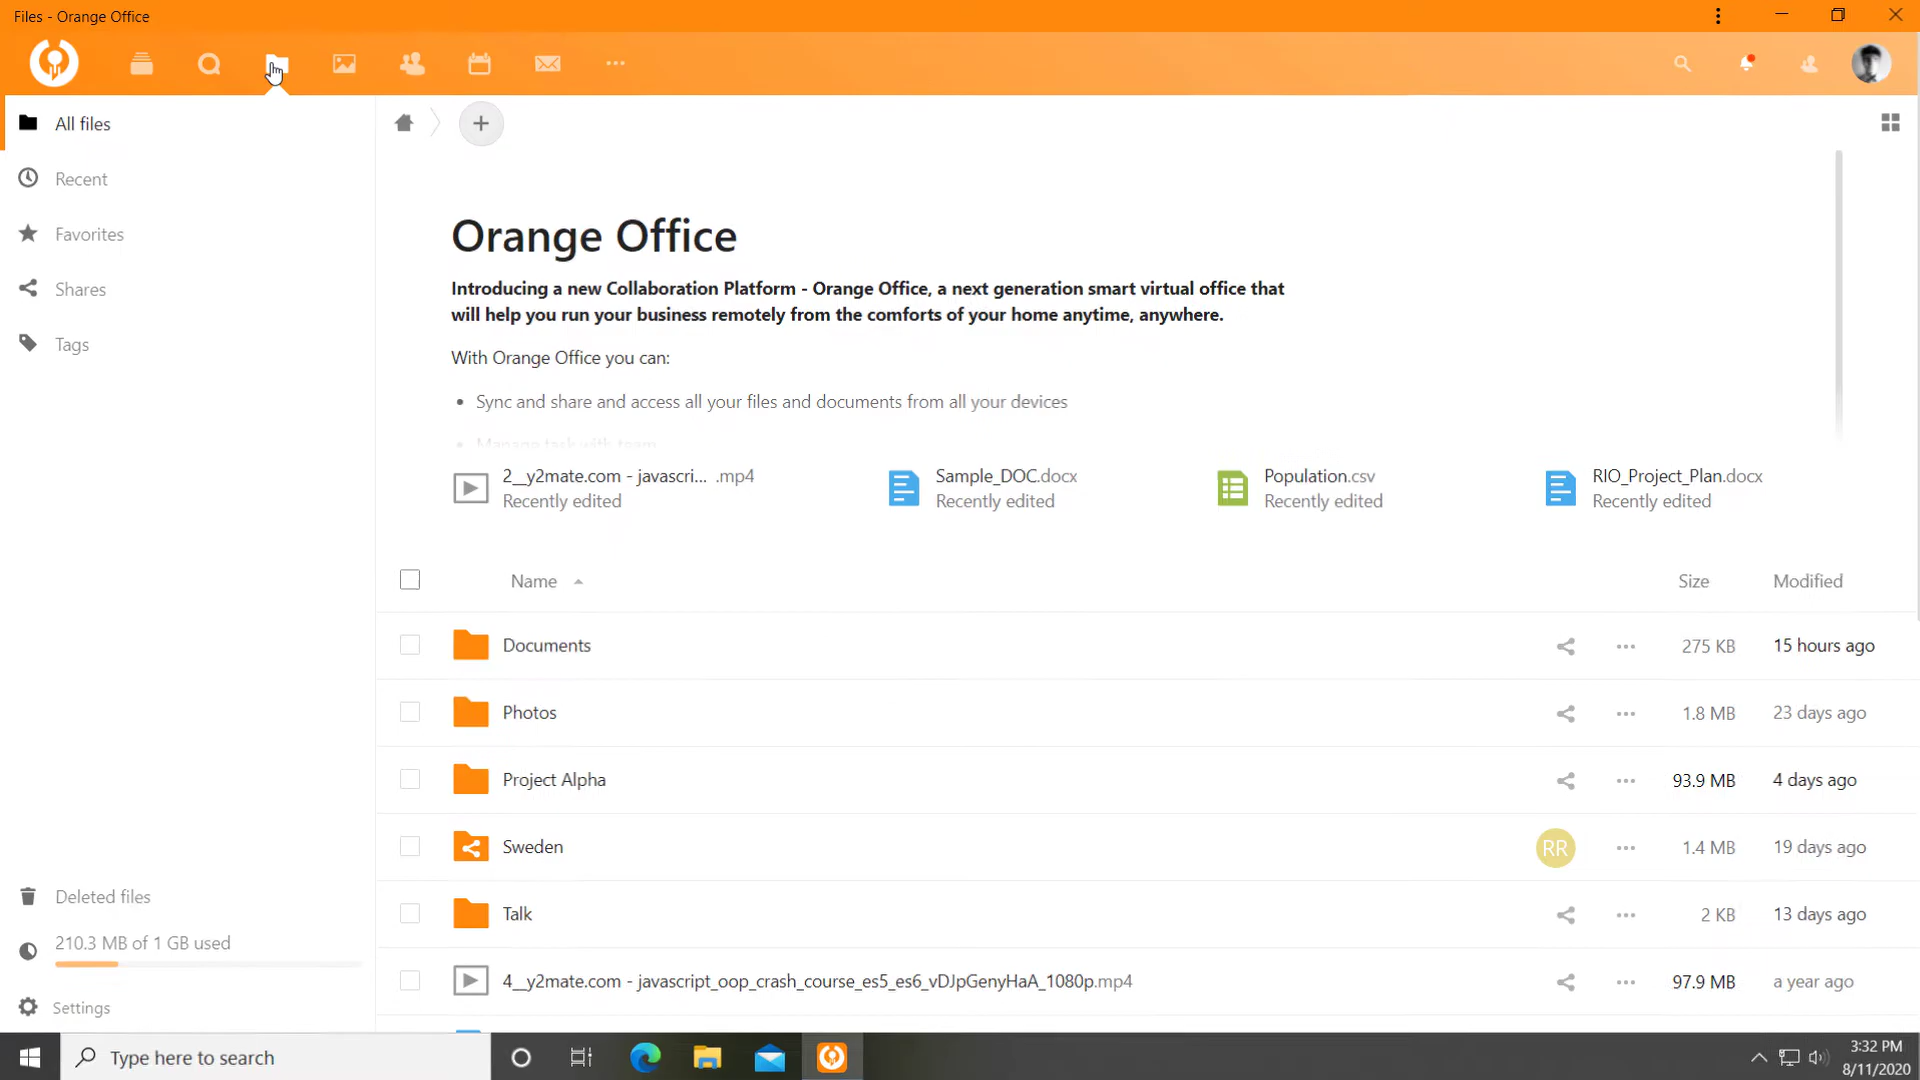 Files - Orange Office
All files
Recent
Favorites
Shares
Tags
Orange Office
Introducing a new Collaboration Platform - Orange Office, a next generation smart virtual office that
will help you run your business remotely from the comforts of your home anytime, anywhere.
With Orange Office you can:
• Sync and share and access all your files and documents from all your devices
• Manage task with team
2__y2mate.com - javascri... .mp4
Recently edited
Sample_DOC.docx
Recently edited
Population.csv
Recently edited
RIO_Project_Plan.docx
Recently edited
Name Size Modified
Documents 275 KB 15 hours ago
Photos 1.8 MB 23 days ago
Project Alpha 93.9 MB 4 days ago
Sweden RR 1.4 MB 19 days ago
Talk 2 KB 13 days ago
4__y2mate.com - javascript_oop_crash_course_es5_es6_vDJpGenyHaA_1080p.mp4 97.9 MB a year ago
Deleted files
210.3 MB of 1 GB used
Settings
Type here to search
3:32 PM
8/11/2020